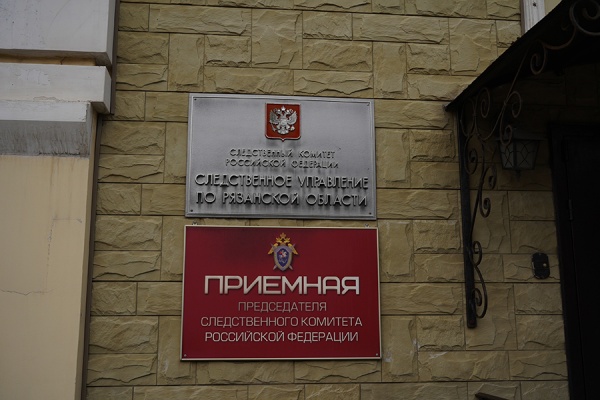 СЛЕДСТВЕННЫЙ КОМИТЕТ
РОССИЙСКОЙ ФЕДЕРАЦИИ
СЛЕДСТВЕННОЕ УПРАВЛЕНИЕ
ПО РЯЗАНСКОЙ ОБЛАСТИ
ПРИЕМНАЯ
ПРЕДСЕДАТЕЛЯ
СЛЕДСТВЕННОГО КОМИТЕТА
РОССИЙСКОЙ ФЕДЕРАЦИИ